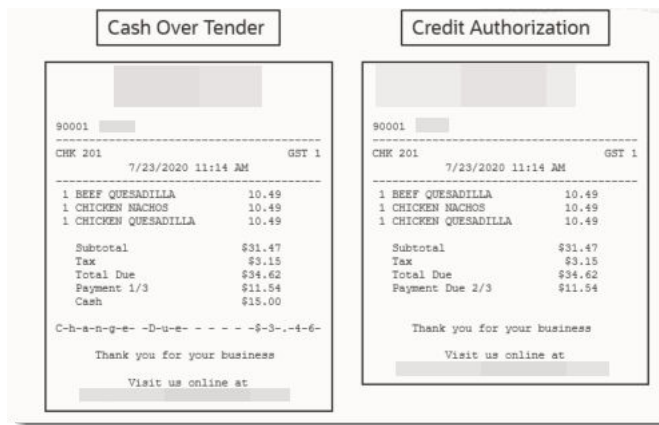 Cash Over Tender
90001
CHK 201 GST 1
7/23/2020 11:14 AM
1 BEEF QUESADILLA 10.49
1 CHICKEN NACHOS 10.49
1 CHICKEN QUESADILLA 10.49
Subtotal $31.47
Tax $3.15
Total Due $34.62
Payment 1/3 $11.54
Cash $15.00
C-h-a-n-g-e- -D-u-e- - - - - -$-3-.-4-6-
Thank you for your business
Visit us online at
Credit Authorization
90001
CHK 201 GST 1
7/23/2020 11:14 AM
1 BEEF QUESADILLA 10.49
1 CHICKEN NACHOS 10.49
1 CHICKEN QUESADILLA 10.49
Subtotal $31.47
Tax $3.15
Total Due $34.62
Payment Due 2/3 $11.54
Thank you for your business
Visit us online at